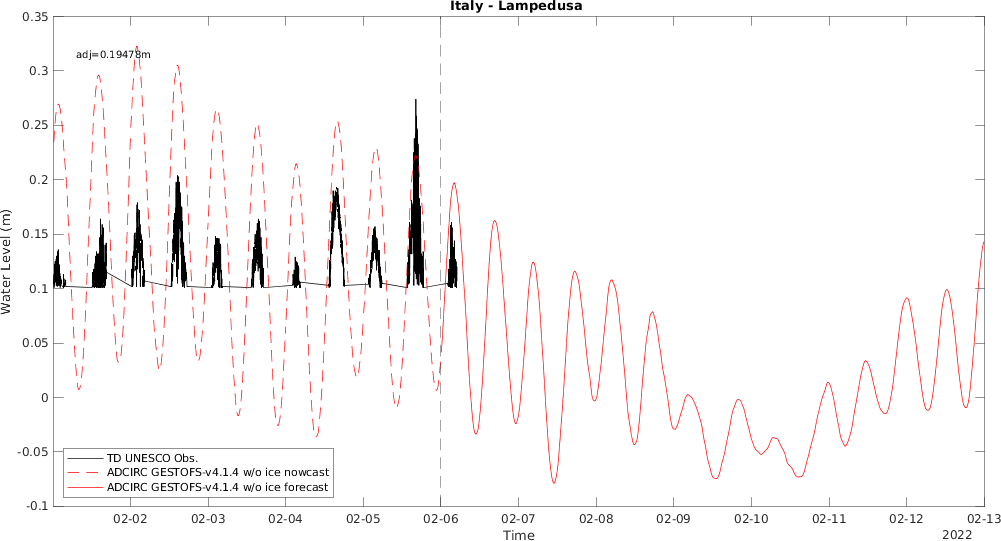 Italy - Lampedusa
adj=0.19478m
0.35
0.3
0.25
0.2
0.15
0.1
0.05
0
-0.05
-0.1
Water Level (m)
TD UNESCO Obs.
ADCIRC GESTOFS-v4.1.4 w/o ice nowcast
ADCIRC GESTOFS-v4.1.4 w/o ice forecast
02-02 02-03 02-04 02-05 02-06 02-07 02-08 02-09 02-10 02-11 02-12 02-13
Time
2022